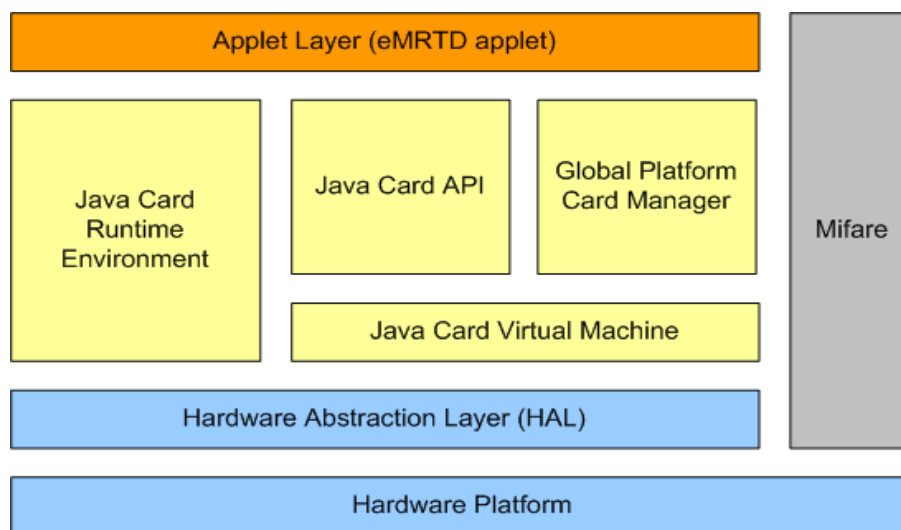 Applet Layer (eMRTD applet)
Java Card
Runtime
Environment
Java Card API
Global Platform
Card Manager
Mifare
Java Card Virtual Machine
Hardware Abstraction Layer (HAL)
Hardware Platform